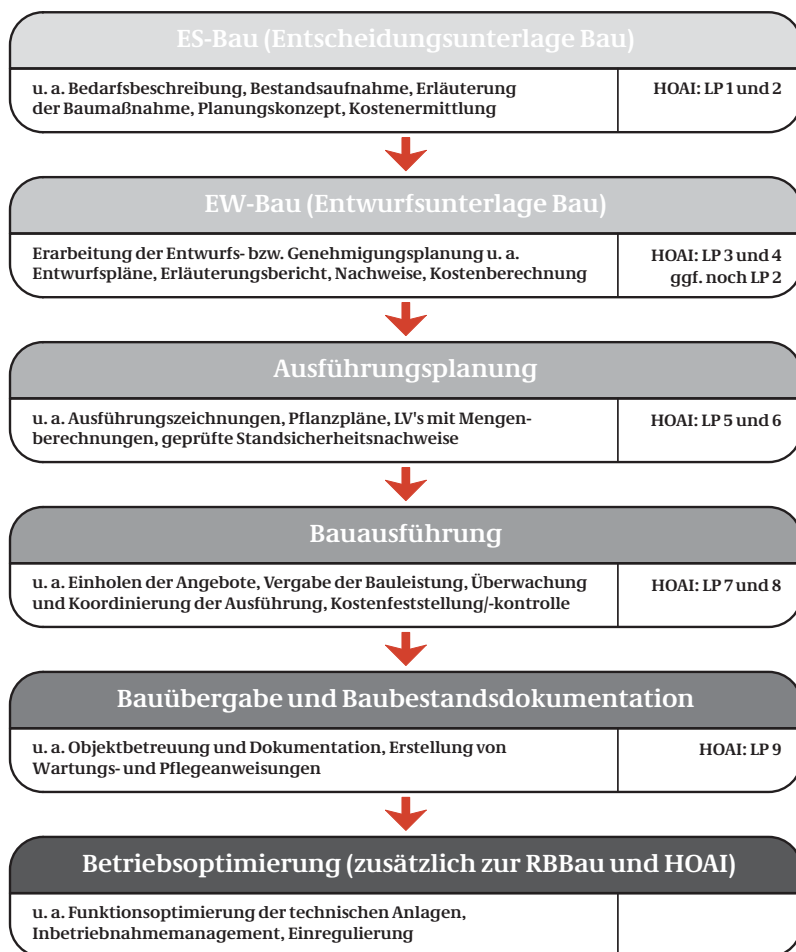 ES-Bau (Entscheidungsunterlage Bau)
u. a. Bedarfsbeschreibung, Bestandsaufnahme, Erläuterung
der Baumaßnahme, Planungskonzept, Kostenermittlung
HOAI: LP 1 und 2
EW-Bau (Entwurfsunterlage Bau)
Erarbeitung der Entwurfs- bzw. Genehmigungsplanung u. a.
Entwurfspläne, Erläuterungsbericht, Nachweise, Kostenberechnung
HOAI: LP 3 und 4
ggf. noch LP 2
Ausführungsplanung
u. a. Ausführungszeichnungen, Pflanzpläne, LV's mit Mengen-
berechnungen, geprüfte Standsicherheitsnachweise
HOAI: LP 5 und 6
Bauausführung
u. a. Einholen der Angebote, Vergabe der Bauleistung, Überwachung
und Koordinierung der Ausführung, Kostenfeststellung/-kontrolle
HOAI: LP 7 und 8
Bauübergabe und Baubestandsdokumentation
u. a. Objektbetreuung und Dokumentation, Erstellung von
Wartungs- und Pflegeanweisungen
HOAI: LP 9
Betriebsoptimierung (zusätzlich zur RBBau und HOAI)
u. a. Funktionsoptimierung der technischen Anlagen,
Inbetriebnahmemanagement, Einregulierung